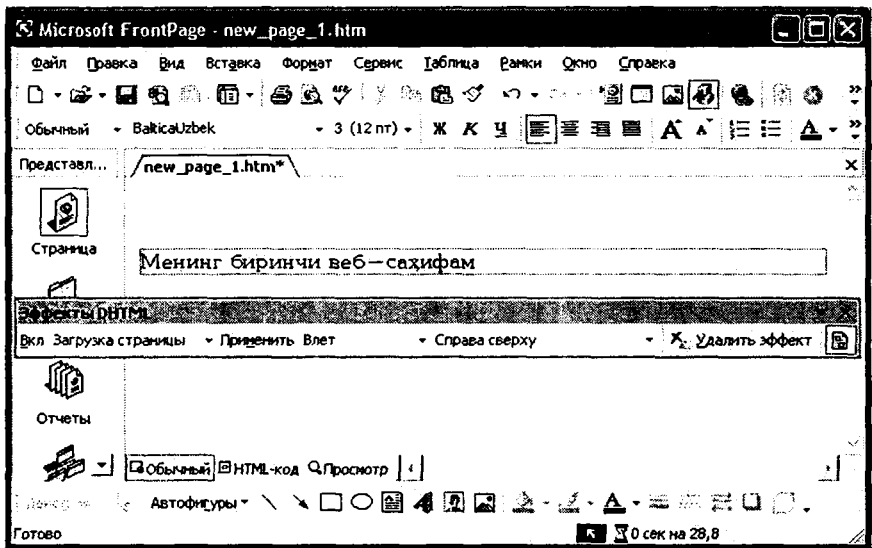 Microsoft FrontPage - new_page_1.htm
Файл Правка Вид Вставка Формат Сервис Таблица Рамки Окно Справка
Обычный BalticaUzbek 3 (12 пт) Ж К Ч
Представл... new_page_1.htm*
Страница
Менинг биринчи веб-саҳифам
Эффекты DHTML
Вкл Загрузка страницы Применить Влет Справа сверху Удалить эффект
Отчеты
Обычный HTML-код Просмотр
Автофигуры
Готово 0 сек на 28,8